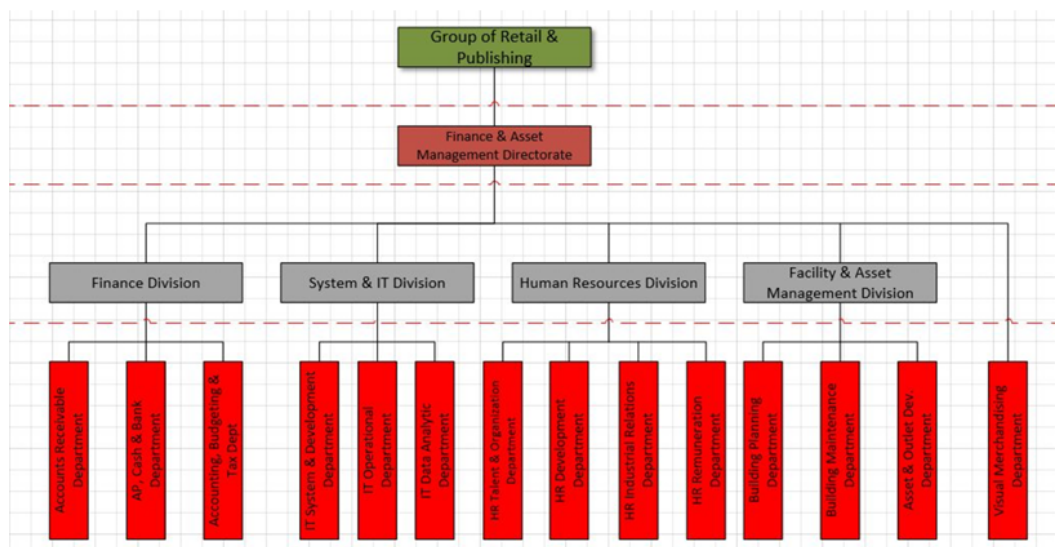 Group of Retail &
Publishing
Finance & Asset
Management Directorate
Finance Division
System & IT Division
Human Resources Division
Facility & Asset
Management Division
Accounts Receivable
Department
AP, Cash & Bank
Department
Accounting, Budgeting &
Tax Dept
IT System & Development
Department
IT Operational
Department
IT Data Analytic
Department
HR Talent & Organization
Department
HR Development
Department
HR Industrial Relations
Department
HR Remuneration
Department
Building Planning
Department
Building Maintenance
Department
Asset & Outlet Dev.
Department
Visual Merchandising
Department